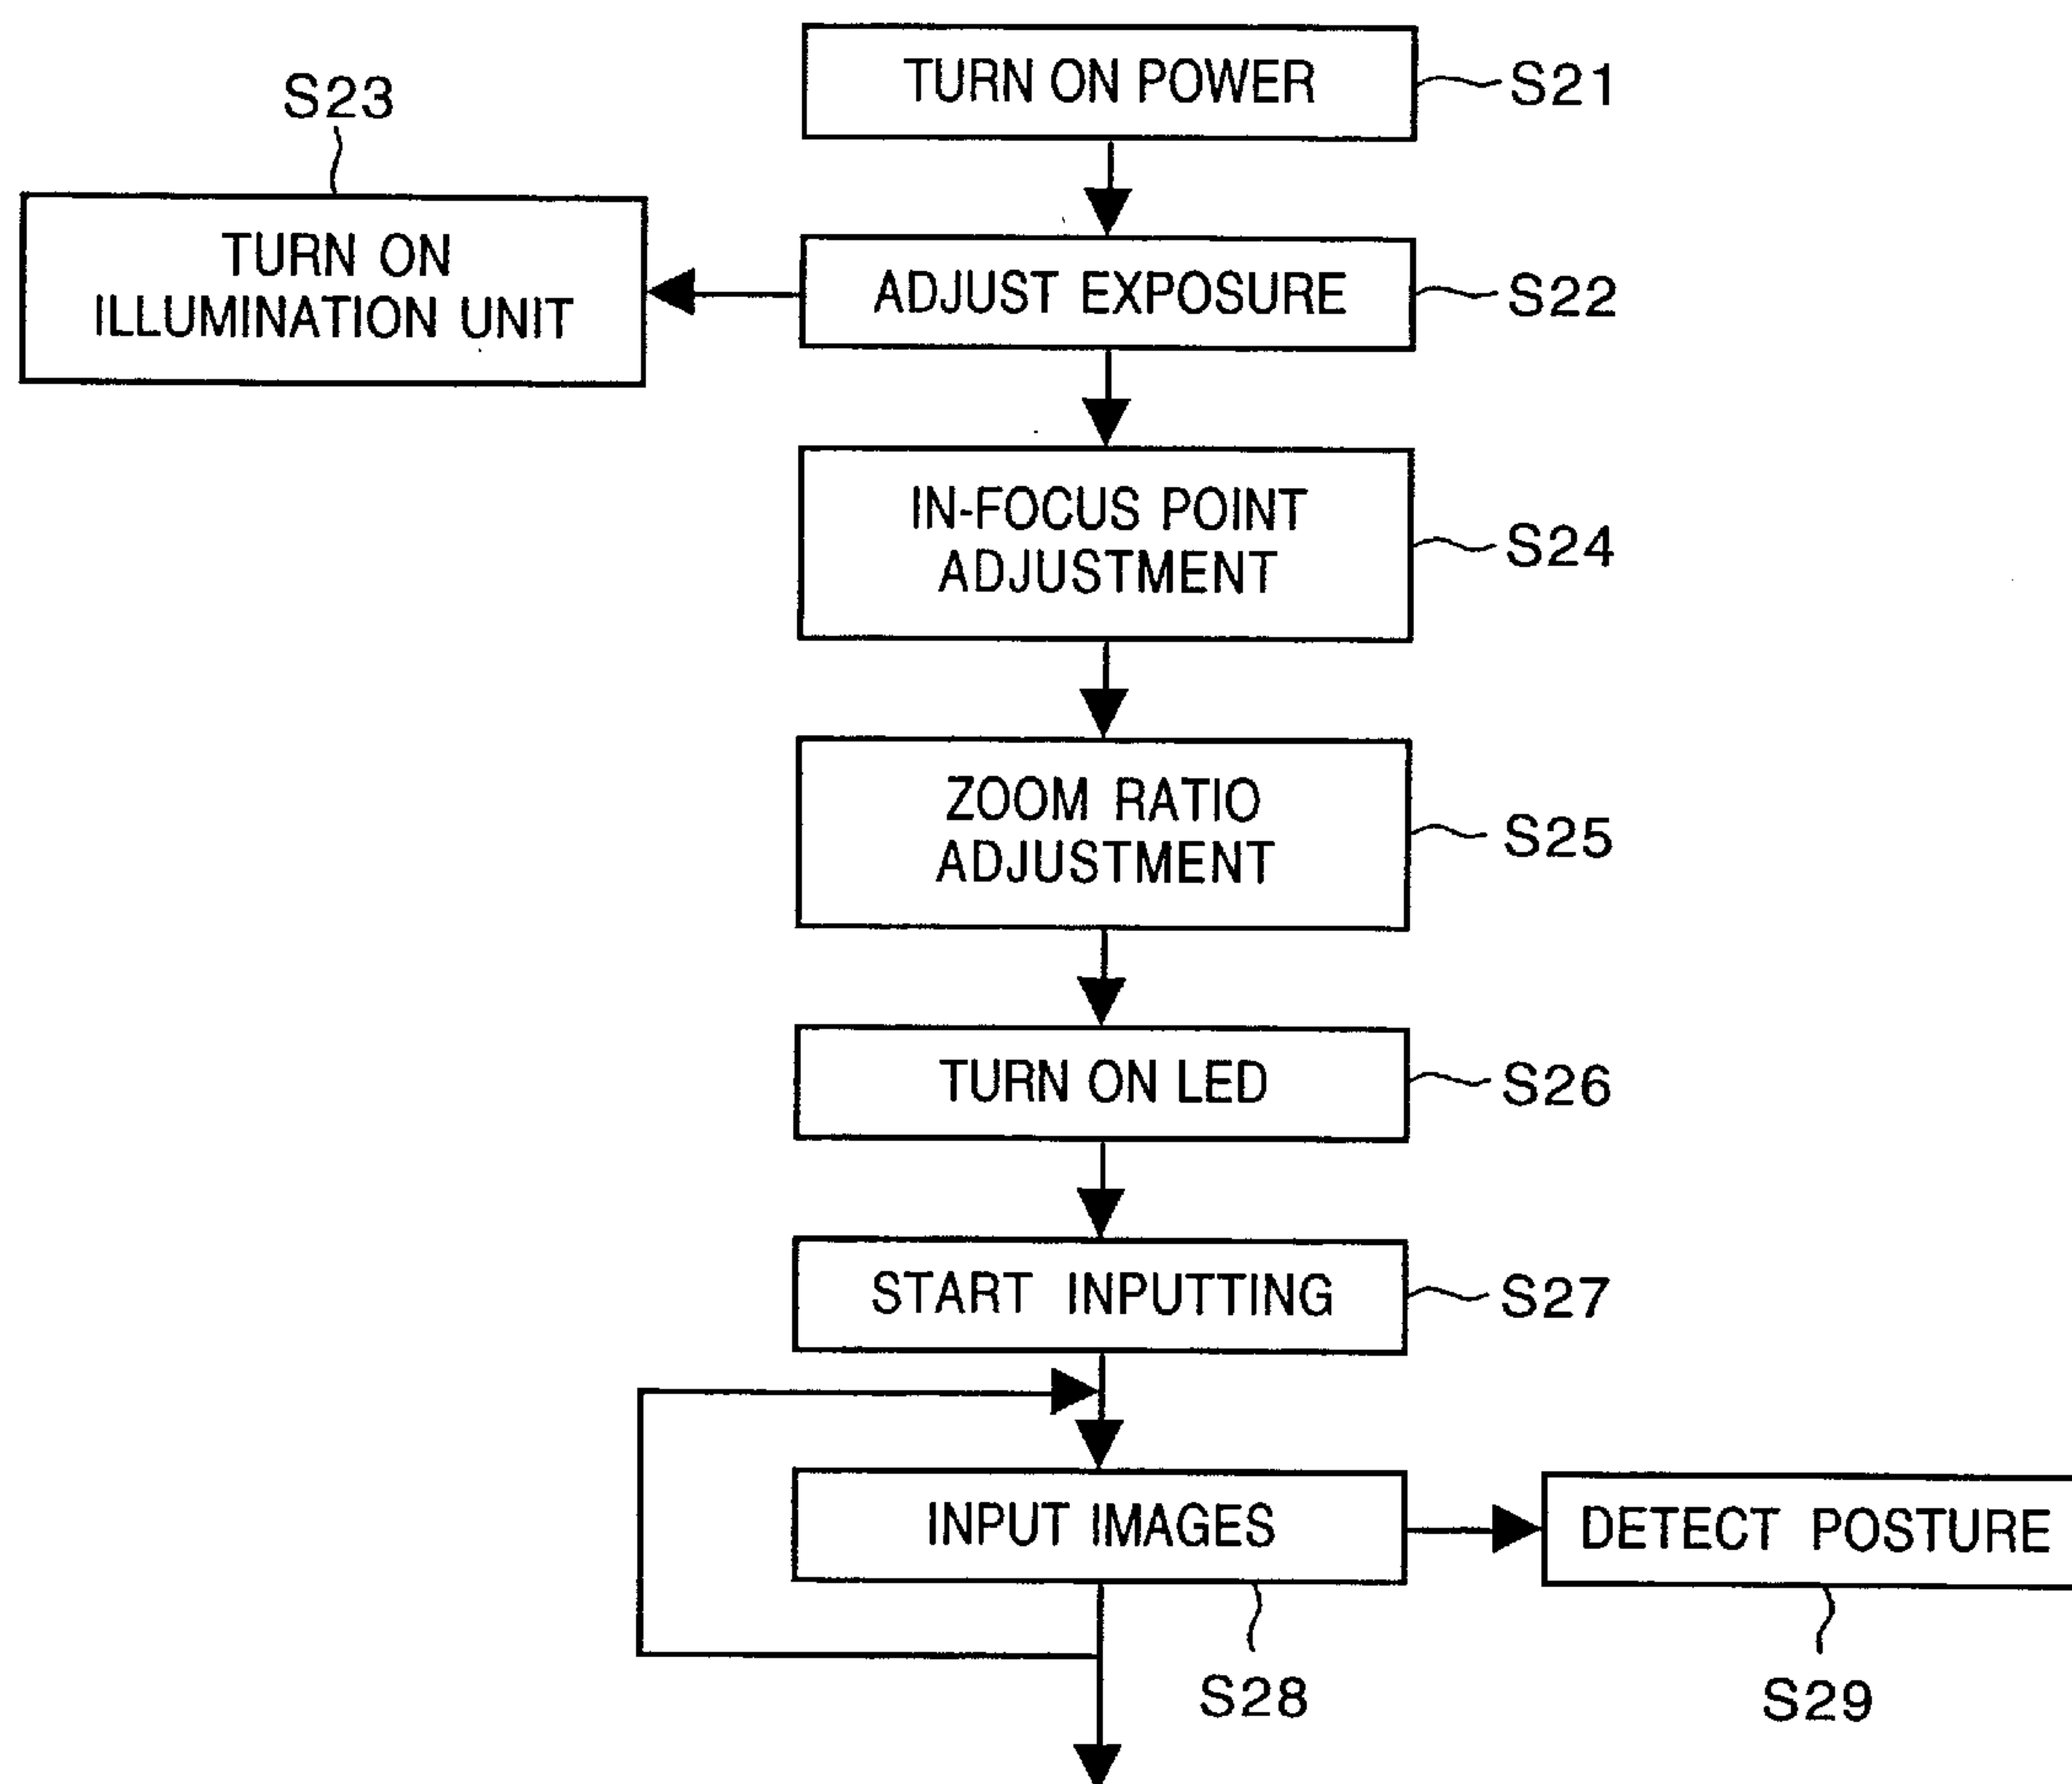 TURN ON POWER
S21
S23
TURN ON
ILLUMINATION UNIT
ADJUST EXPOSURE
S22
IN-FOCUS POINT
ADJUSTMENT
S24
ZOOM RATIO
ADJUSTMENT
S25
TURN ON LED
S26
START INPUTTING
S27
INPUT IMAGES
DETECT POSTURE
S28
S29